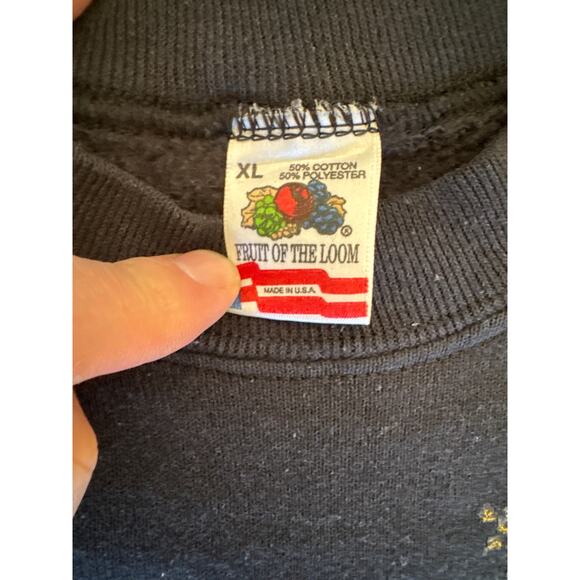 XL
50% COTTON
50% POLYESTER
®
FRUIT OF THE LOOM
MADE IN U.S.A.